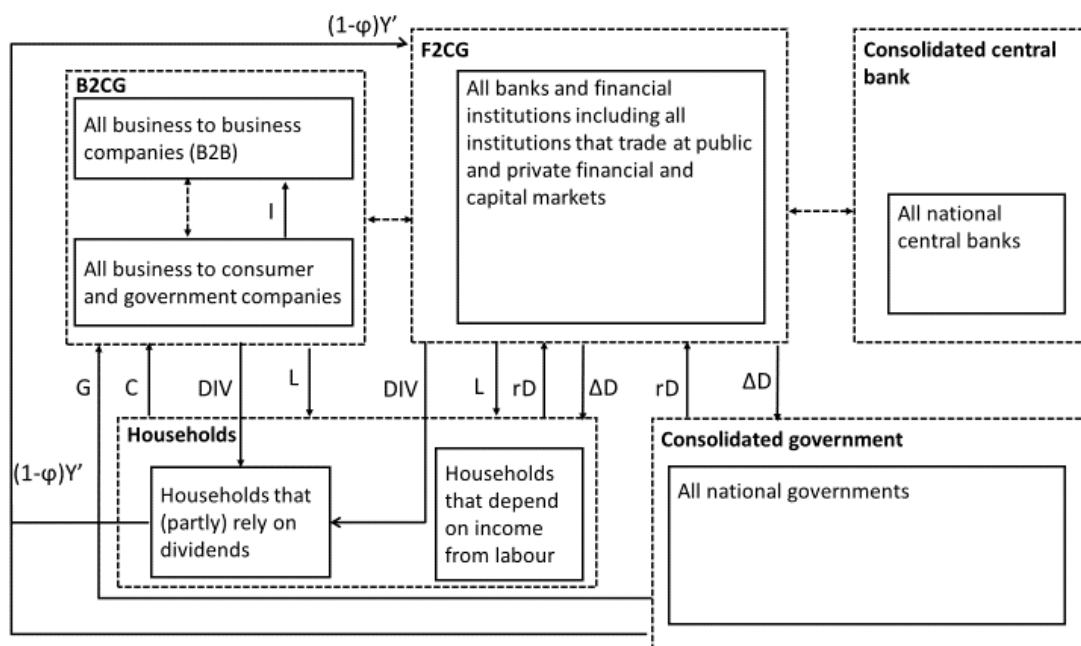 (1-φ)Y’
F2CG
Consolidated central
bank
B2CG
All business to business
companies (B2B)
I
All business to consumer
and government companies
All banks and financial
institutions including all
institutions that trade at public
and private financial and
capital markets
All national
central banks
G
C
DIV
L
DIV
L
rD
ΔD
rD
ΔD
Households
Consolidated government
(1-φ)Y’
Households that
(partly) rely on
dividends
Households
that depend
on income
from labour
All national governments